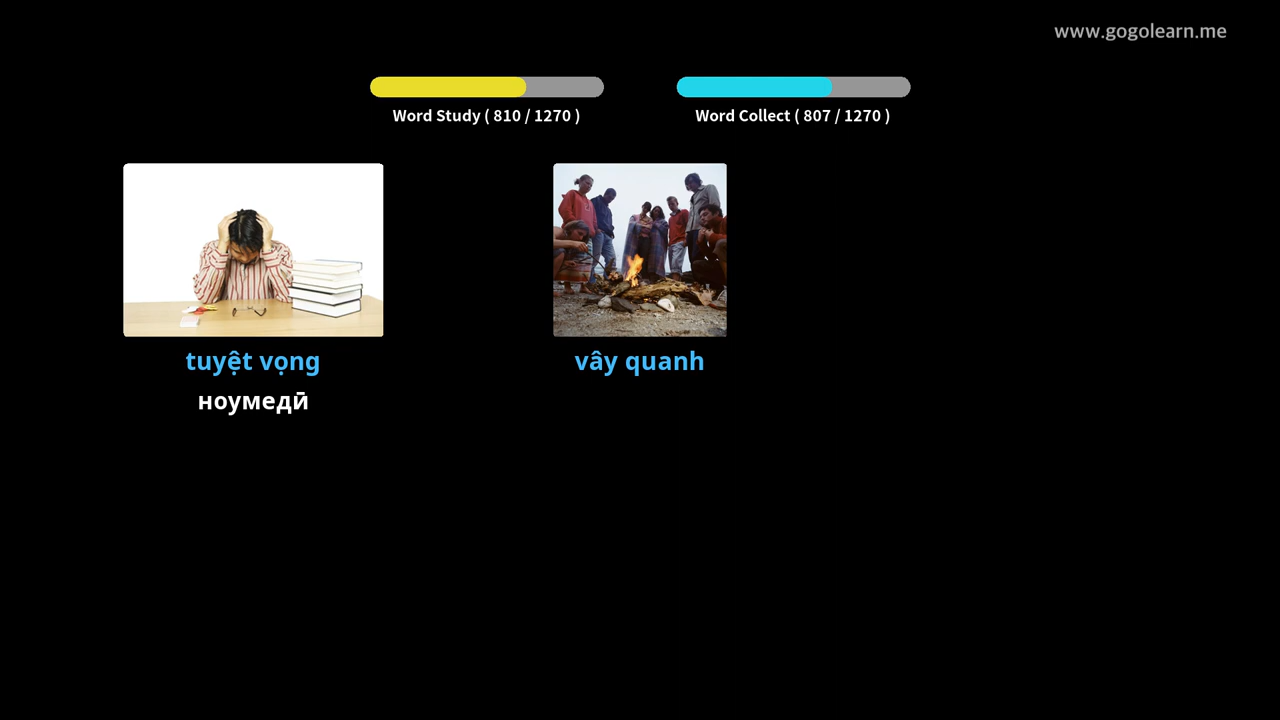 www.gogolearn.me
Word Study ( 810 / 1270 )
Word Collect ( 807 / 1270 )
tuyệt vọng
ноумедӣ
vây quanh